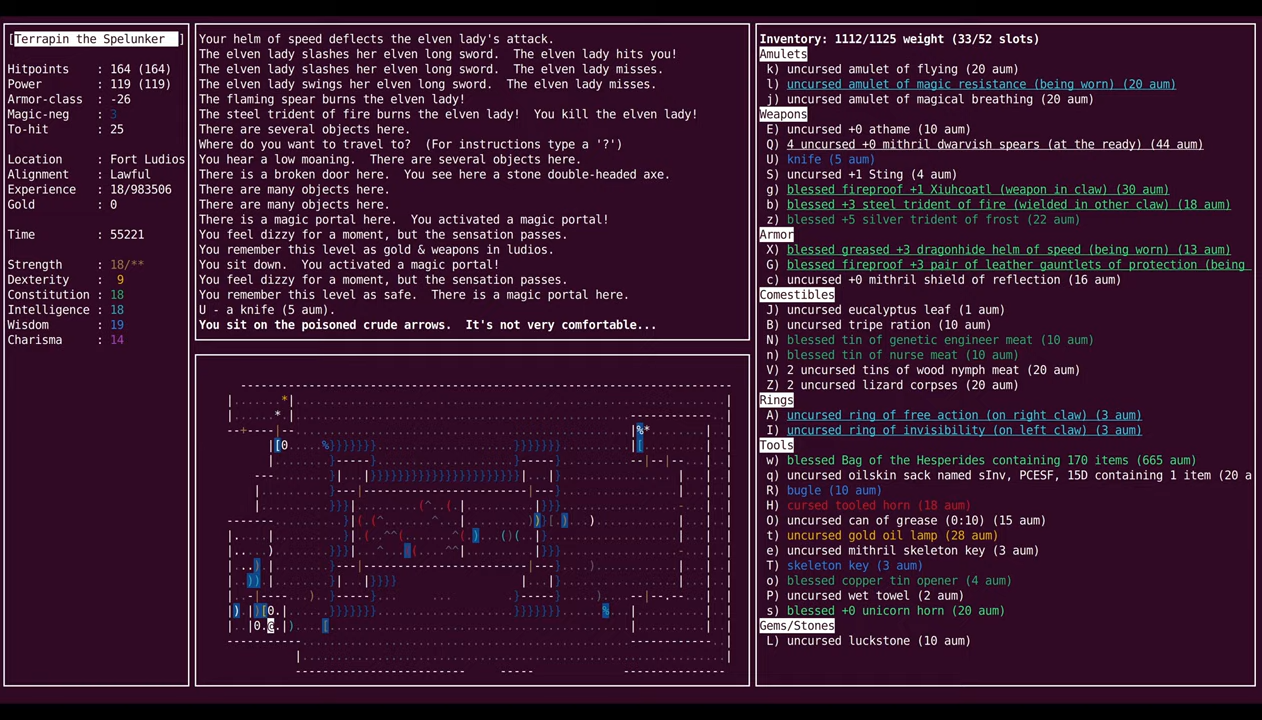 [Terrapin the Spelunker ]
Hitpoints : 164 (164)
Power : 119 (119)
Armor-class : -26
Magic-neg : 3
To-hit : 25
Location : Fort Ludios
Alignment : Lawful
Experience : 18/983506
Gold : 0
Time : 55221
Strength : 18/**
Dexterity : 9
Constitution : 18
Intelligence : 18
Wisdom : 19
Charisma : 14
Your helm of speed deflects the elven lady's attack.
The elven lady slashes her elven long sword. The elven lady hits you!
The elven lady slashes her elven long sword. The elven lady misses.
The elven lady swings her elven long sword. The elven lady misses.
The flaming spear burns the elven lady!
The steel trident of fire burns the elven lady! You kill the elven lady!
There are several objects here.
Where do you want to travel to? (For instructions type a '?')
You hear a low moaning. There are several objects here.
There is a broken door here. You see here a stone double-headed axe.
There are many objects here.
There are many objects here.
There is a magic portal here. You activated a magic portal!
You feel dizzy for a moment, but the sensation passes.
You remember this level as gold & weapons in ludios.
You sit down. You activated a magic portal!
You feel dizzy for a moment, but the sensation passes.
You remember this level as safe. There is a magic portal here.
U - a knife (5 aum).
You sit on the poisoned crude arrows. It's not very comfortable...
Inventory: 1112/1125 weight (33/52 slots)
Amulets
k) uncursed amulet of flying (20 aum)
l) uncursed amulet of magic resistance (being worn) (20 aum)
j) uncursed amulet of magical breathing (20 aum)
Weapons
E) uncursed +0 athame (10 aum)
Q) 4 uncursed +0 mithril dwarvish spears (at the ready) (44 aum)
U) knife (5 aum)
S) uncursed +1 Sting (4 aum)
g) blessed fireproof +1 Xiuhcoatl (weapon in claw) (30 aum)
b) blessed +3 steel trident of fire (wielded in other claw) (18 aum)
z) blessed +5 silver trident of frost (22 aum)
Armor
X) blessed greased +3 dragonhide helm of speed (being worn) (13 aum)
G) blessed fireproof +3 pair of leather gauntlets of protection (being
c) uncursed +0 mithril shield of reflection (16 aum)
Comestibles
J) uncursed eucalyptus leaf (1 aum)
B) uncursed tripe ration (10 aum)
N) blessed tin of genetic engineer meat (10 aum)
n) blessed tin of nurse meat (10 aum)
V) 2 uncursed tins of wood nymph meat (20 aum)
Z) 2 uncursed lizard corpses (20 aum)
Rings
A) uncursed ring of free action (on right claw) (3 aum)
I) uncursed ring of invisibility (on left claw) (3 aum)
Tools
w) blessed Bag of the Hesperides containing 170 items (665 aum)
q) uncursed oilskin sack named sInv, PCESF, 15D containing 1 item (20 a
R) bugle (10 aum)
H) cursed tooled horn (18 aum)
O) uncursed can of grease (0:10) (15 aum)
t) uncursed gold oil lamp (28 aum)
e) uncursed mithril skeleton key (3 aum)
T) skeleton key (3 aum)
o) blessed copper tin opener (4 aum)
P) uncursed wet towel (2 aum)
s) blessed +0 unicorn horn (20 aum)
Gems/Stones
L) uncursed luckstone (10 aum)